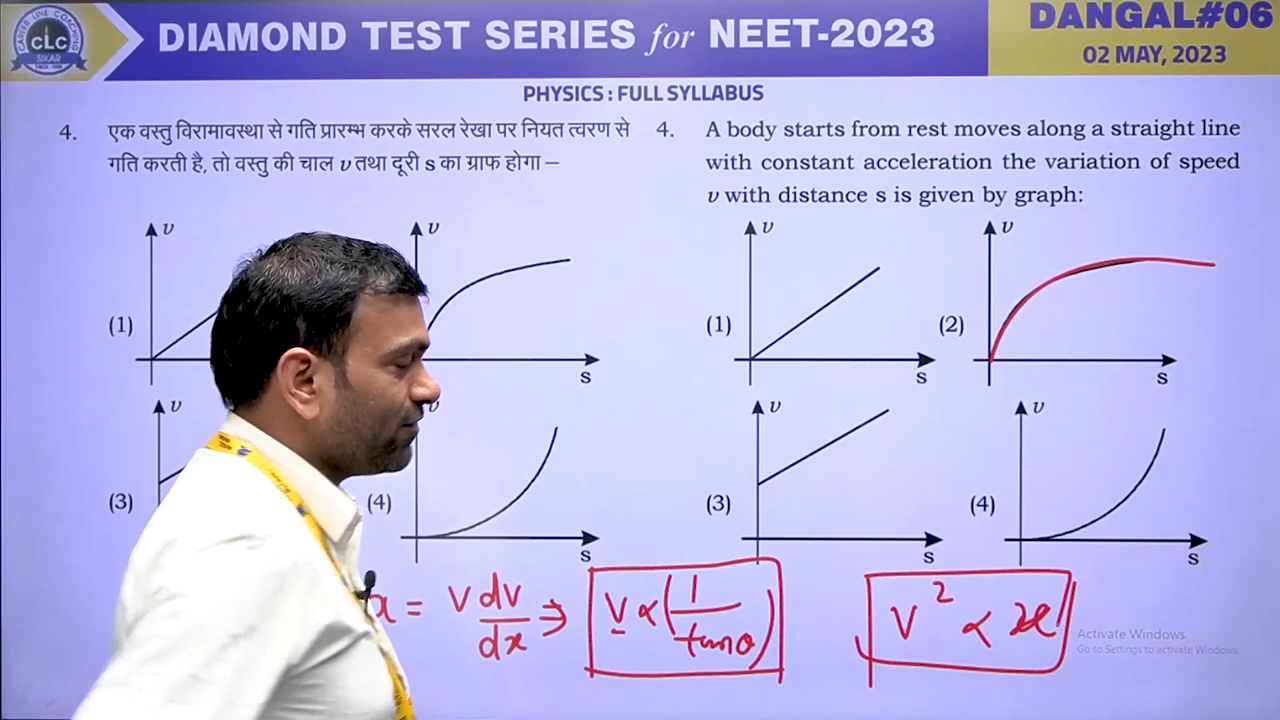 CLC
SIKAR
DIAMOND TEST SERIES for NEET-2023
DANGAL#06
02 MAY, 2023
PHYSICS : FULL SYLLABUS
4. एक वस्तु विरामावस्था से गति प्रारम्भ करके सरल रेखा पर नियत त्वरण से
गति करती है, तो वस्तु की चाल v तथा दूरी s का ग्राफ होगा –
v
v
(1)
s
v
v
(3)
(4)
s
4. A body starts from rest moves along a straight line
with constant acceleration the variation of speed
v with distance s is given by graph:
v
v
(1)
(2)
s
s
v
v
(3)
(4)
s
s
a = v dv/dx ⇒ v ∝ (1/tanθ)
v² ∝ x
Activate Windows
Go to Settings to activate Windows.